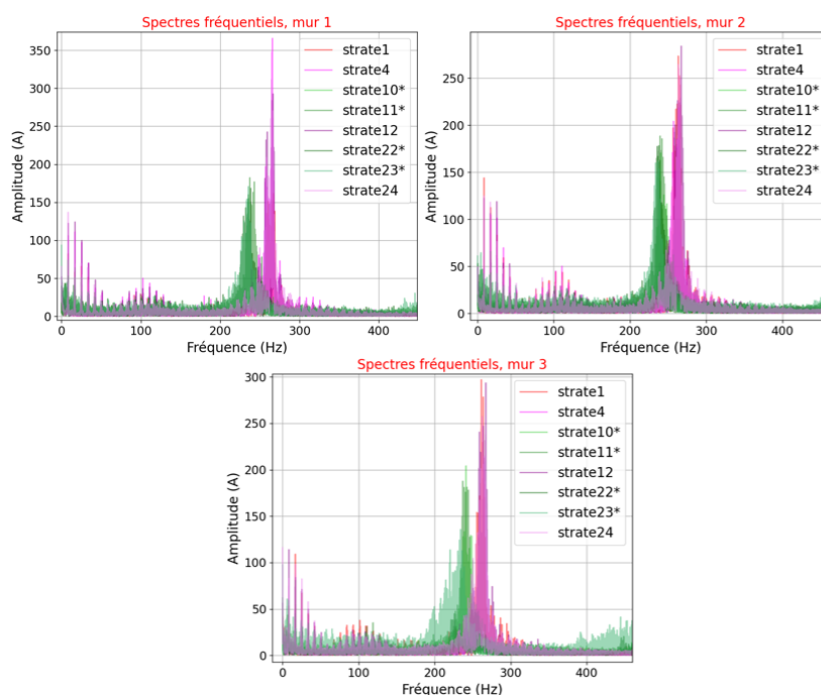 Spectres fréquentiels, mur 1
Amplitude (A)
350
300
250
200
150
100
50
0
strate1
strate4
strate10*
strate11*
strate12
strate22*
strate23*
strate24
0 100 200 300 400
Fréquence (Hz)
Spectres fréquentiels, mur 2
Amplitude (A)
250
200
150
100
50
0
strate1
strate4
strate10*
strate11*
strate12
strate22*
strate23*
strate24
0 100 200 300 400
Fréquence (Hz)
Spectres fréquentiels, mur 3
Amplitude (A)
300
250
200
150
100
50
0
strate1
strate4
strate10*
strate11*
strate12
strate22*
strate23*
strate24
0 100 200 300 400
Fréquence (Hz)